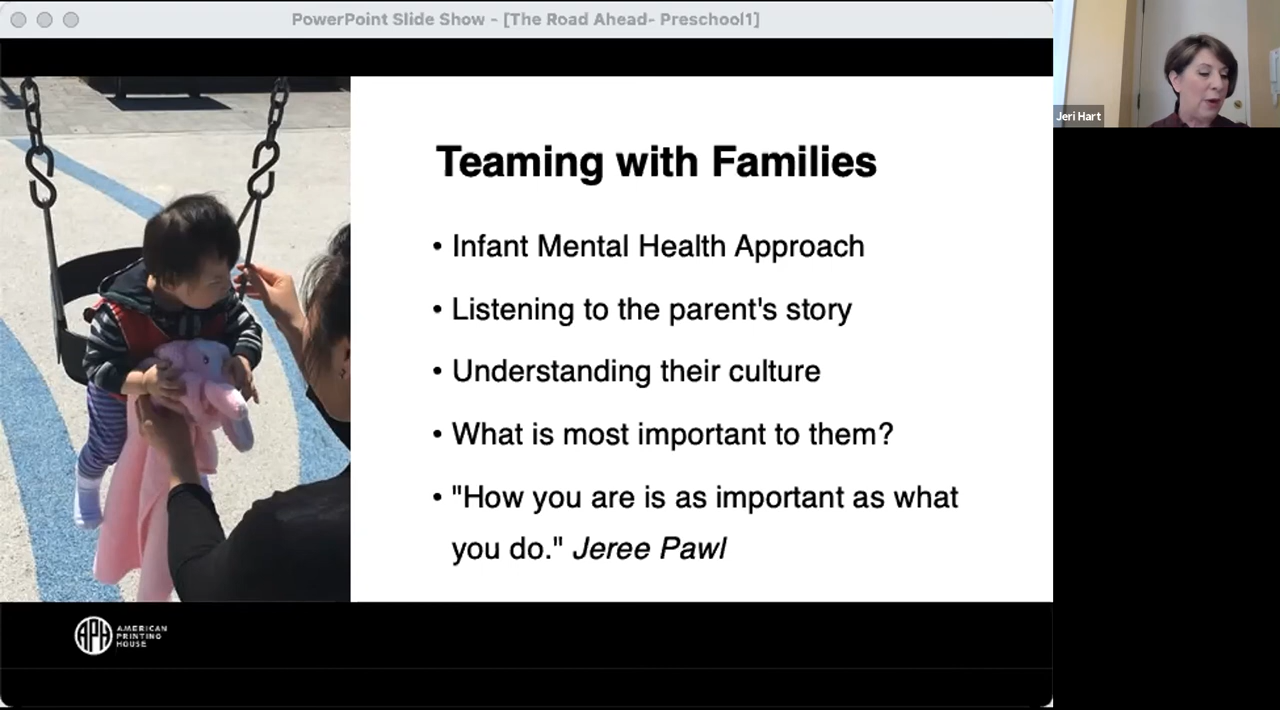 PowerPoint Slide Show - [The Road Ahead- Preschool1]
Jeri Hart
Teaming with Families
• Infant Mental Health Approach
• Listening to the parent's story
• Understanding their culture
• What is most important to them?
• "How you are is as important as what
you do." Jeree Pawl
APH
AMERICAN
PRINTING
HOUSE